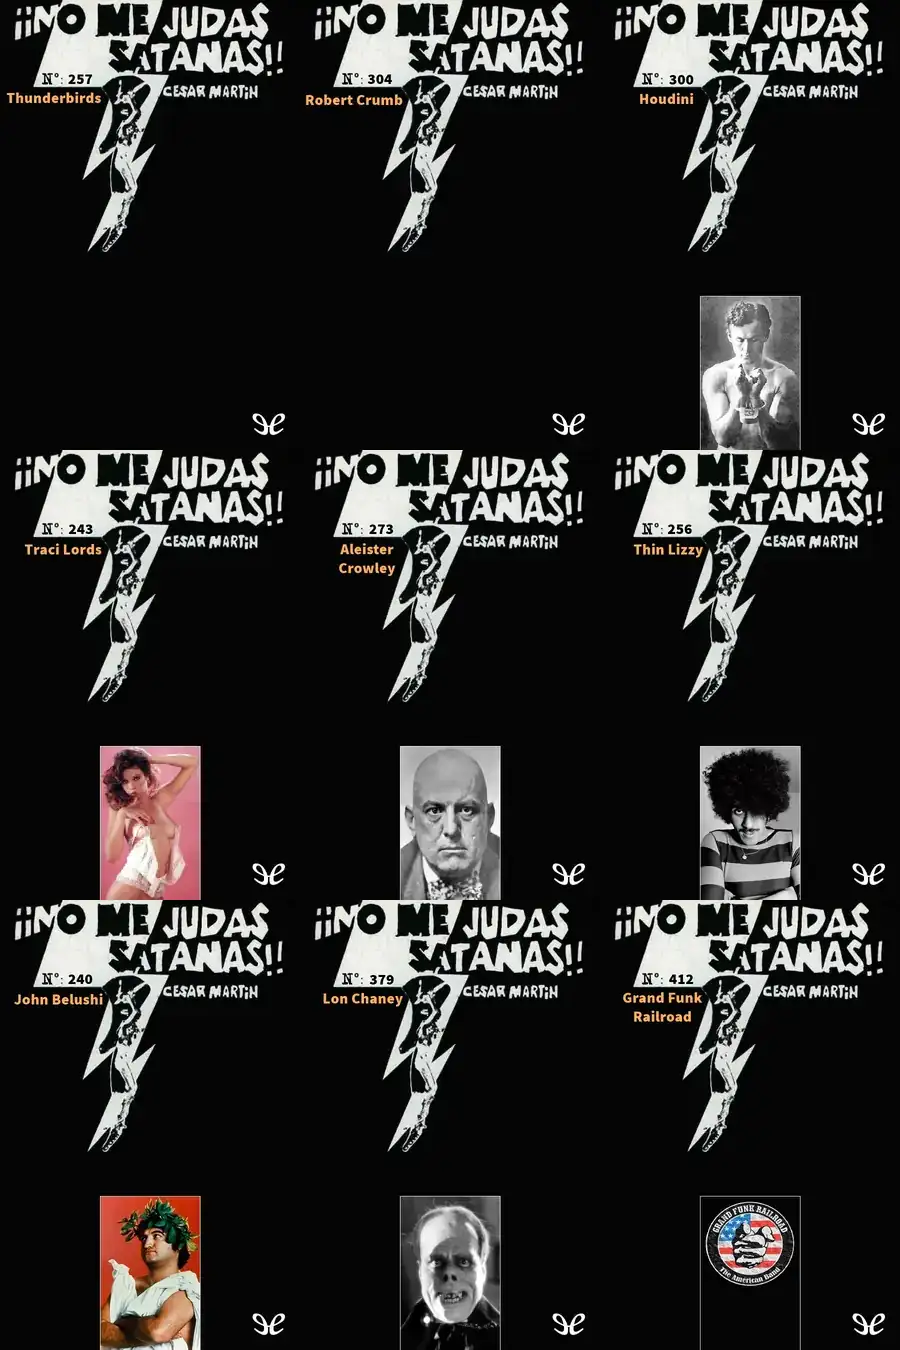 ¡¡NO ME JUDAS
SATANAS!!
Nº: 257
CESAR MARTIN
Thunderbirds
¡¡NO ME JUDAS
SATANAS!!
Nº: 304
CESAR MARTIN
Robert Crumb
¡¡NO ME JUDAS
SATANAS!!
Nº: 300
CESAR MARTIN
Houdini
¡¡NO ME JUDAS
SATANAS!!
Nº: 243
CESAR MARTIN
Traci Lords
¡¡NO ME JUDAS
SATANAS!!
Nº: 273
CESAR MARTIN
Aleister
Crowley
¡¡NO ME JUDAS
SATANAS!!
Nº: 256
CESAR MARTIN
Thin Lizzy
¡¡NO ME JUDAS
SATANAS!!
Nº: 240
CESAR MARTIN
John Belushi
¡¡NO ME JUDAS
SATANAS!!
Nº: 379
CESAR MARTIN
Lon Chaney
¡¡NO ME JUDAS
SATANAS!!
Nº: 412
CESAR MARTIN
Grand Funk
Railroad
GRAND FUNK RAILROAD
The American Band